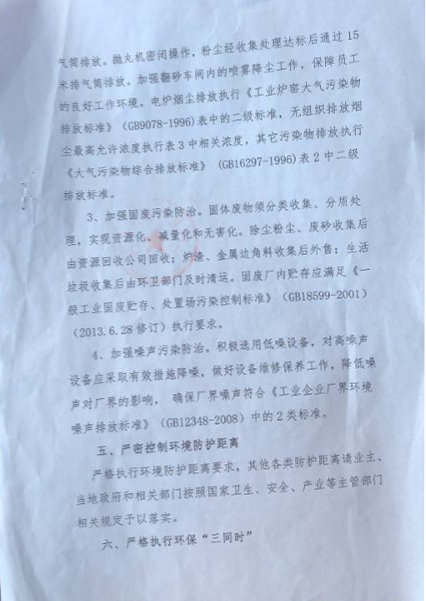 气筒排放。抛丸机密闭操作，粉尘经收集处理达标后通过 15
米排气筒排放。加强翻砂车间内的喷雾降尘工作，保障员工
的良好工作环境。电炉烟尘排放执行《工业炉窑大气污染物
排放标准》（GB9078-1996)表中的二级标准，无组织排放烟
尘最高允许浓度执行表 3 中相关浓度，其它污染物排放执行
《大气污染物综合排放标准》（GB16297-1996)表 2 中二级
排放标准。
3、加强固废污染防治。固体废物须分类收集、分质处
理，实现资源化、减量化和无害化。除尘粉尘、废砂收集后
由资源回收公司回收；炉渣、金属边角料收集后外售；生活
垃圾收集后由环卫部门及时清运。固废厂内贮存应满足《一
般工业固废贮存、处置场污染控制标准》（GB18599-2001）
（2013.6.28 修订）执行要求。
4、加强噪声污染防治。积极选用低噪设备，对高噪声
设备应采取有效措施降噪，做好设备维修保养工作，降低噪
声对厂界的影响， 确保厂界噪声符合《工业企业厂界环境
噪声排放标准》（GB12348-2008）中的 2 类标准。
五、严密控制环境防护距离
严格执行环境防护距离要求，其他各类防护距离请业主、
当地政府和相关部门按照国家卫生、安全、产业等主管部门
相关规定予以落实。
六、严格执行环保“三同时”